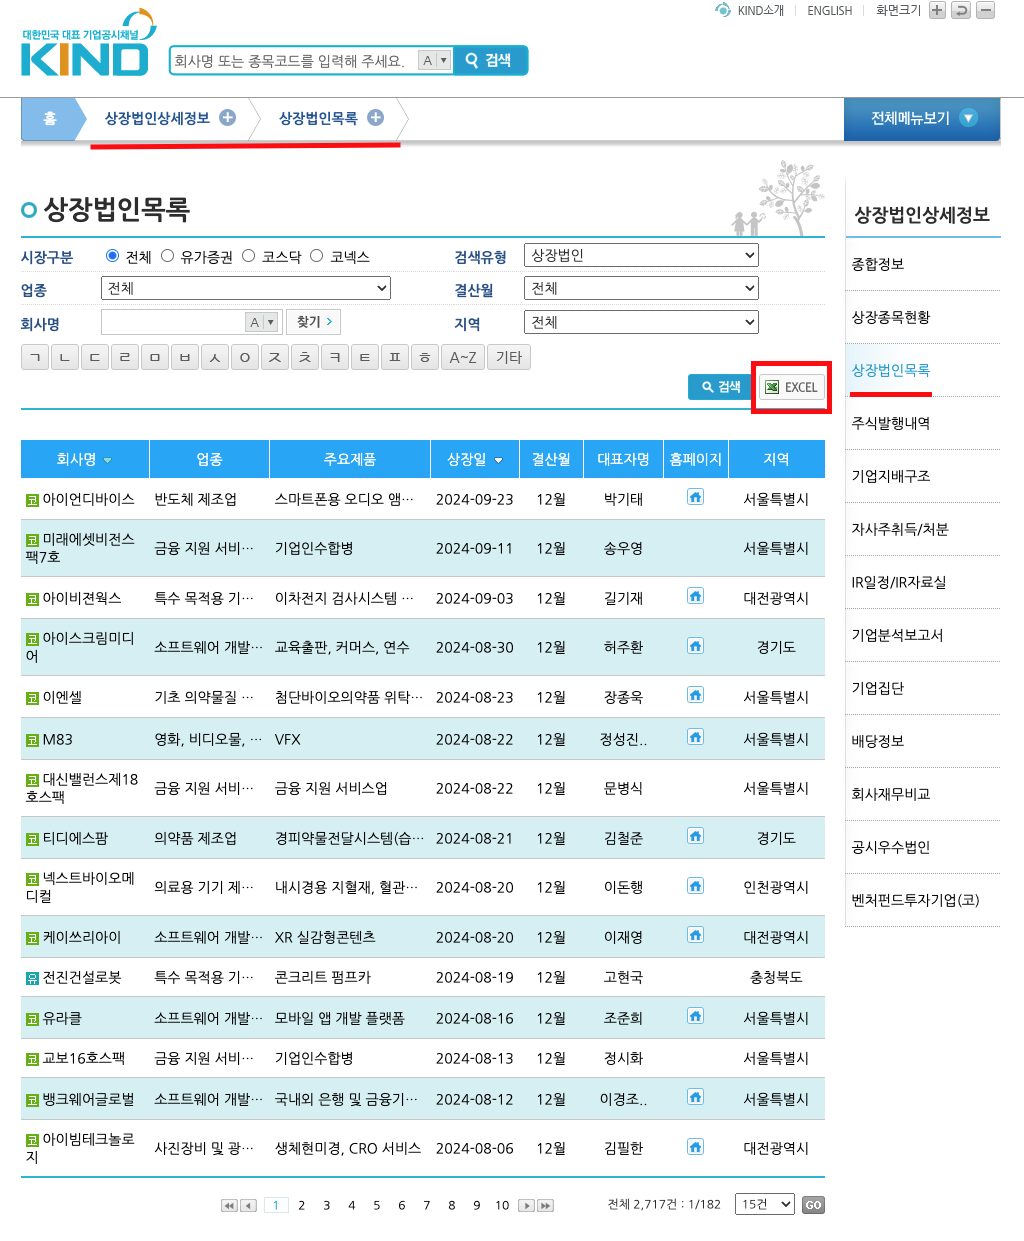 KIND소개 ENGLISH 화면크기
대한민국 대표 기업공시채널
KIND
회사명 또는 종목코드를 입력해 주세요. A 검색
홈 상장법인상세정보 상장법인목록 전체메뉴보기
상장법인목록
시장구분 전체 유가증권 코스닥 코넥스 검색유형 상장법인
업종 전체 결산월 전체
회사명 A 찾기 지역 전체
ㄱ ㄴ ㄷ ㄹ ㅁ ㅂ ㅅ ㅇ ㅈ ㅊ ㅋ ㅌ ㅍ ㅎ A~Z 기타
검색 EXCEL
회사명 업종 주요제품 상장일 결산월 대표자명 홈페이지 지역
코 아이언디바이스 반도체 제조업 스마트폰용 오디오 앰… 2024-09-23 12월 박기태 서울특별시
코 미래에셋비전스
팩7호 금융 지원 서비… 기업인수합병 2024-09-11 12월 송우영 서울특별시
코 아이비젼웍스 특수 목적용 기… 이차전지 검사시스템 … 2024-09-03 12월 길기재 대전광역시
코 아이스크림미디
어 소프트웨어 개발… 교육출판, 커머스, 연수 2024-08-30 12월 허주환 경기도
코 이엔셀 기초 의약물질 … 첨단바이오의약품 위탁… 2024-08-23 12월 장종욱 서울특별시
코 M83 영화, 비디오물, … VFX 2024-08-22 12월 정성진.. 서울특별시
코 대신밸런스제18
호스팩 금융 지원 서비… 금융 지원 서비스업 2024-08-22 12월 문병식 서울특별시
코 티디에스팜 의약품 제조업 경피약물전달시스템(습… 2024-08-21 12월 김철준 경기도
코 넥스트바이오메
디컬 의료용 기기 제… 내시경용 지혈재, 혈관… 2024-08-20 12월 이돈행 인천광역시
코 케이쓰리아이 소프트웨어 개발… XR 실감형콘텐츠 2024-08-20 12월 이재영 대전광역시
유 전진건설로봇 특수 목적용 기… 콘크리트 펌프카 2024-08-19 12월 고현국 충청북도
코 유라클 소프트웨어 개발… 모바일 앱 개발 플랫폼 2024-08-16 12월 조준희 서울특별시
코 교보16호스팩 금융 지원 서비… 기업인수합병 2024-08-13 12월 정시화 서울특별시
코 뱅크웨어글로벌 소프트웨어 개발… 국내외 은행 및 금융기… 2024-08-12 12월 이경조.. 서울특별시
코 아이빔테크놀로
지 사진장비 및 광… 생체현미경, CRO 서비스 2024-08-06 12월 김필한 대전광역시
1 2 3 4 5 6 7 8 9 10 전체 2,717건 : 1/182 15건 GO
상장법인상세정보
종합정보
상장종목현황
상장법인목록
주식발행내역
기업지배구조
자사주취득/처분
IR일정/IR자료실
기업분석보고서
기업집단
배당정보
회사재무비교
공시우수법인
벤처펀드투자기업(코)